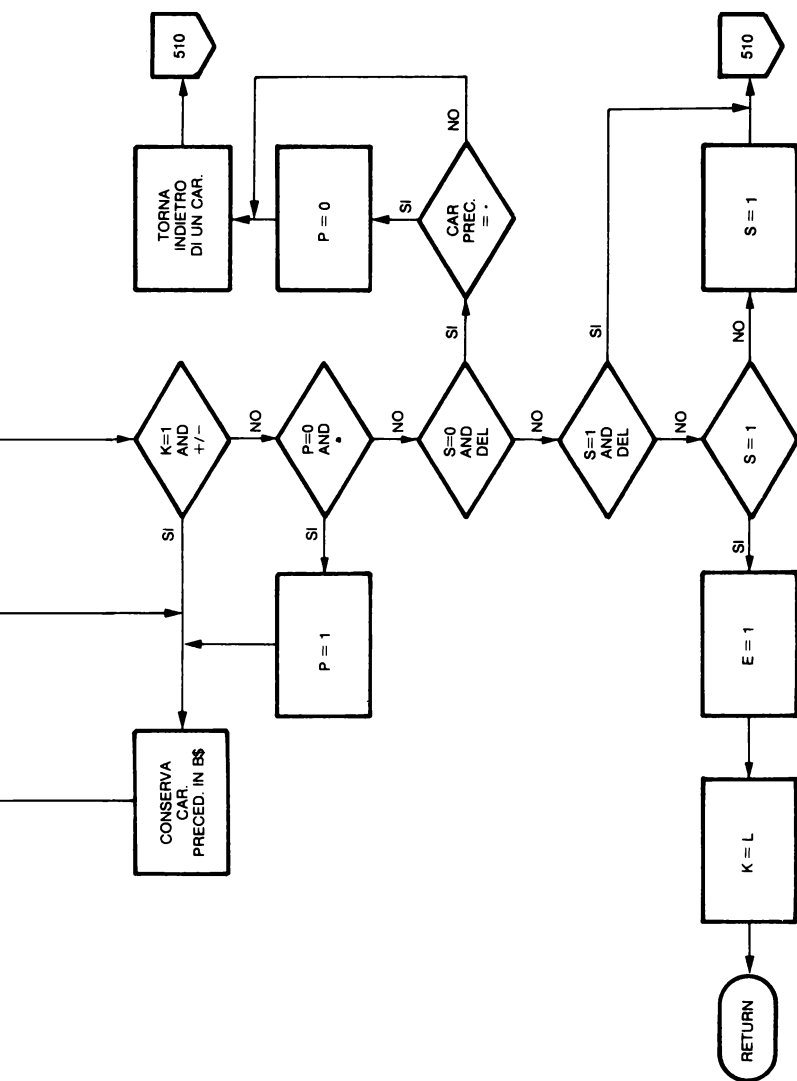 510
TORNA
INDIETRO
DI UN CAR.
P = 0
NO
SI
CAR
PREC.
= .
SI
K=1
AND
+/-
SI
NO
P=0
AND
•
SI
NO
S=0
AND
DEL
NO
CONSERVA
CAR.
PRECED. IN B$
P = 1
SI
S=1
AND
DEL
NO
510
S = 1
NO
S = 1
SI
E = 1
K = L
RETURN